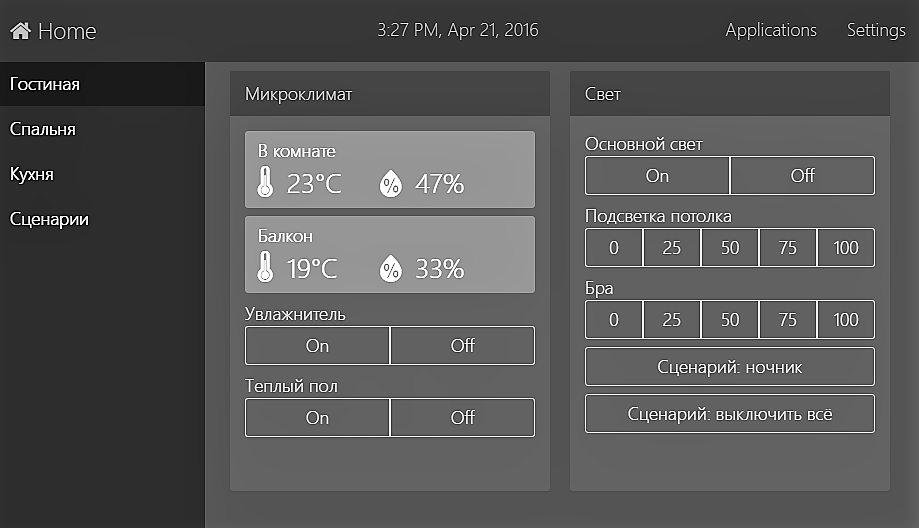 Home 3:27 PM, Apr 21, 2016 Applications Settings
Гостиная
Спальня
Кухня
Сценарии
Микроклимат
В комнате
23°C % 47%
Балкон
19°C % 33%
Увлажнитель
On Off
Теплый пол
On Off
Свет
Основной свет
On Off
Подсветка потолка
0 25 50 75 100
Бра
0 25 50 75 100
Сценарий: ночник
Сценарий: выключить всё